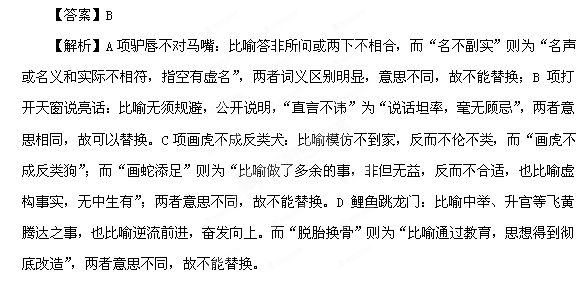 【答案】B
【解析】A项驴唇不对马嘴：比喻答非所问或两下不相合，而“名不副实”则为“名声
或名义和实际不相符，指空有虚名”，两者词义区别明显，意思不同，故不能替换；B 项打
开天窗说亮话：比喻无须规避，公开说明，“直言不讳”为“说话坦率，毫无顾忌”，两者意
思相同，故可以替换。C项画虎不成反类犬：比喻模仿不到家，反而不伦不类，而“画虎不
成反类狗”；而“画蛇添足”则为“比喻做了多余的事，非但无益，反而不合适，也比喻虚
构事实，无中生有”；两者意思不同，故不能替换。D 鲤鱼跳龙门：比喻中举、升官等飞黄
腾达之事，也比喻逆流前进，奋发向上。而“脱胎换骨”则为“比喻通过教育，思想得到彻
底改造”，两者意思不同，故不能替换。